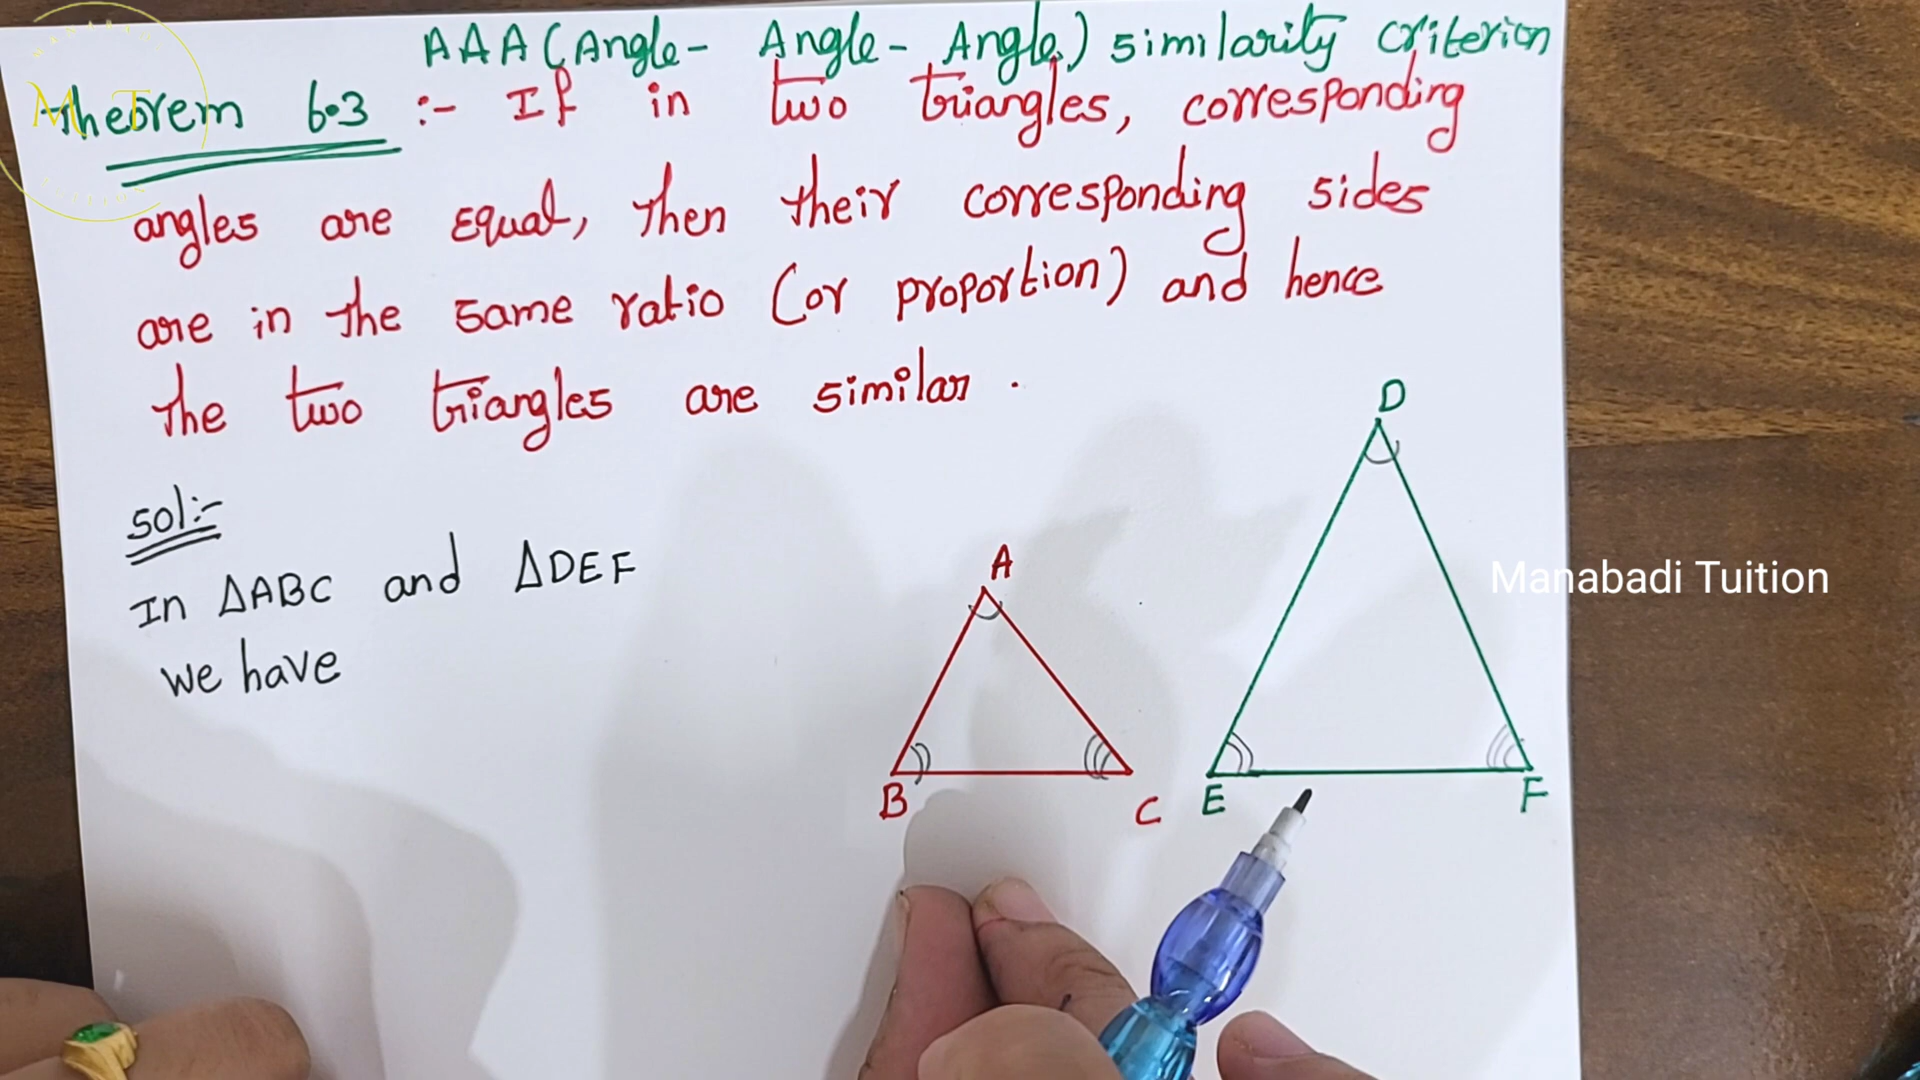 AAA (Angle- Angle- Angle) similarity criterion
Theorem 6.3 :- If in two triangles, corresponding
angles are equal, then their corresponding sides
are in the same ratio (or proportion) and hence
the two triangles are similar .
sol:-
In ΔABC and ΔDEF
we have
A
B
C
D
E
F
Manabadi Tuition
M T